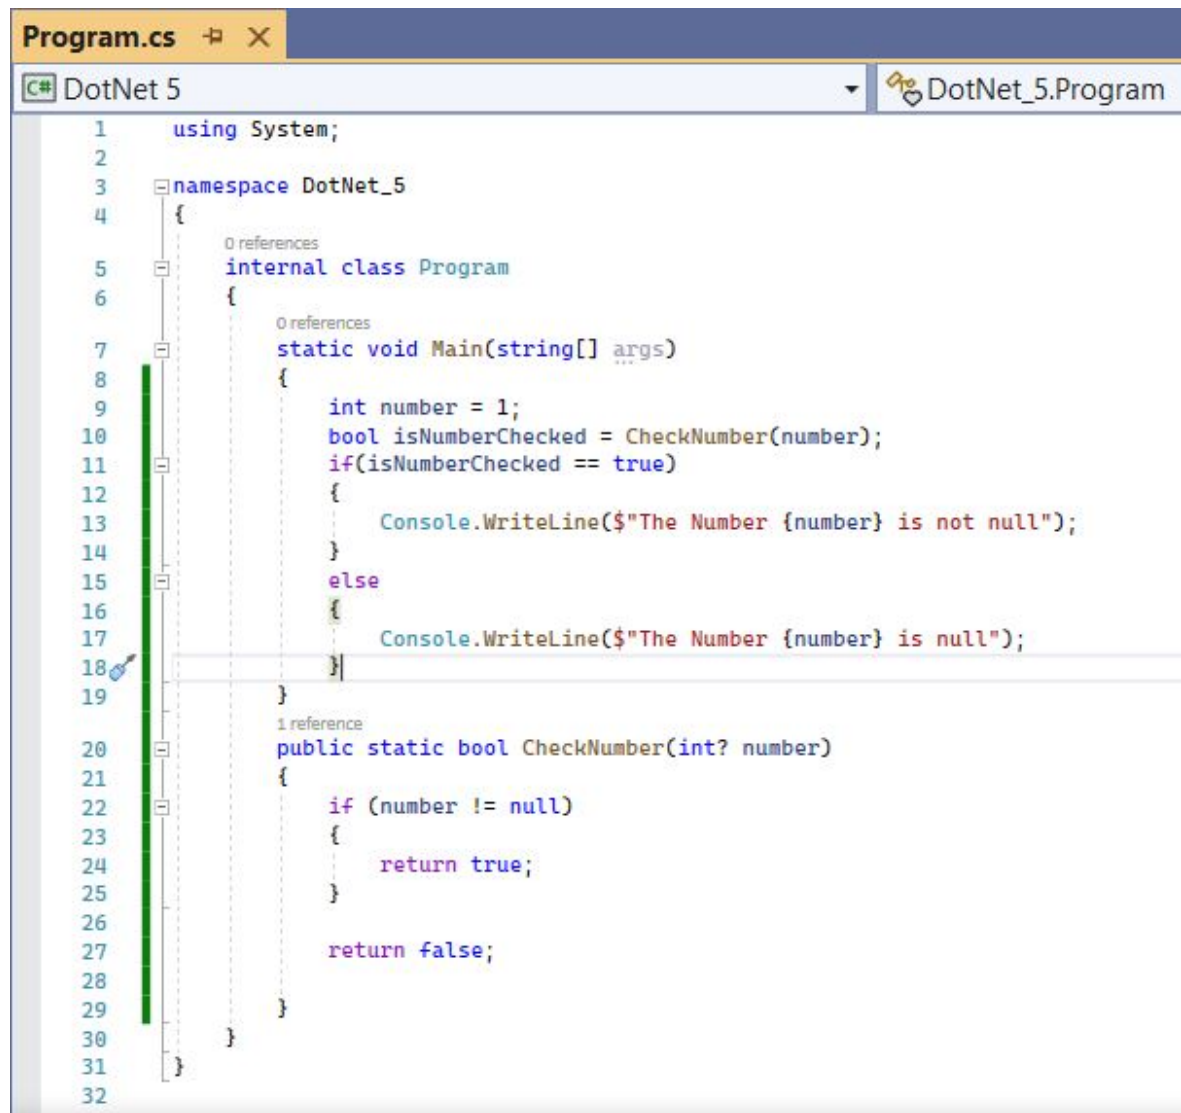 Program.cs
DotNet 5 DotNet_5.Program
1 using System;
2
3 namespace DotNet_5
4 {
0 references
5 internal class Program
6 {
0 references
7 static void Main(string[] args)
8 {
9 int number = 1;
10 bool isNumberChecked = CheckNumber(number);
11 if(isNumberChecked == true)
12 {
13 Console.WriteLine($"The Number {number} is not null");
14 }
15 else
16 {
17 Console.WriteLine($"The Number {number} is null");
18 }
19 }
1 reference
20 public static bool CheckNumber(int? number)
21 {
22 if (number != null)
23 {
24 return true;
25 }
26
27 return false;
28
29 }
30 }
31 }
32